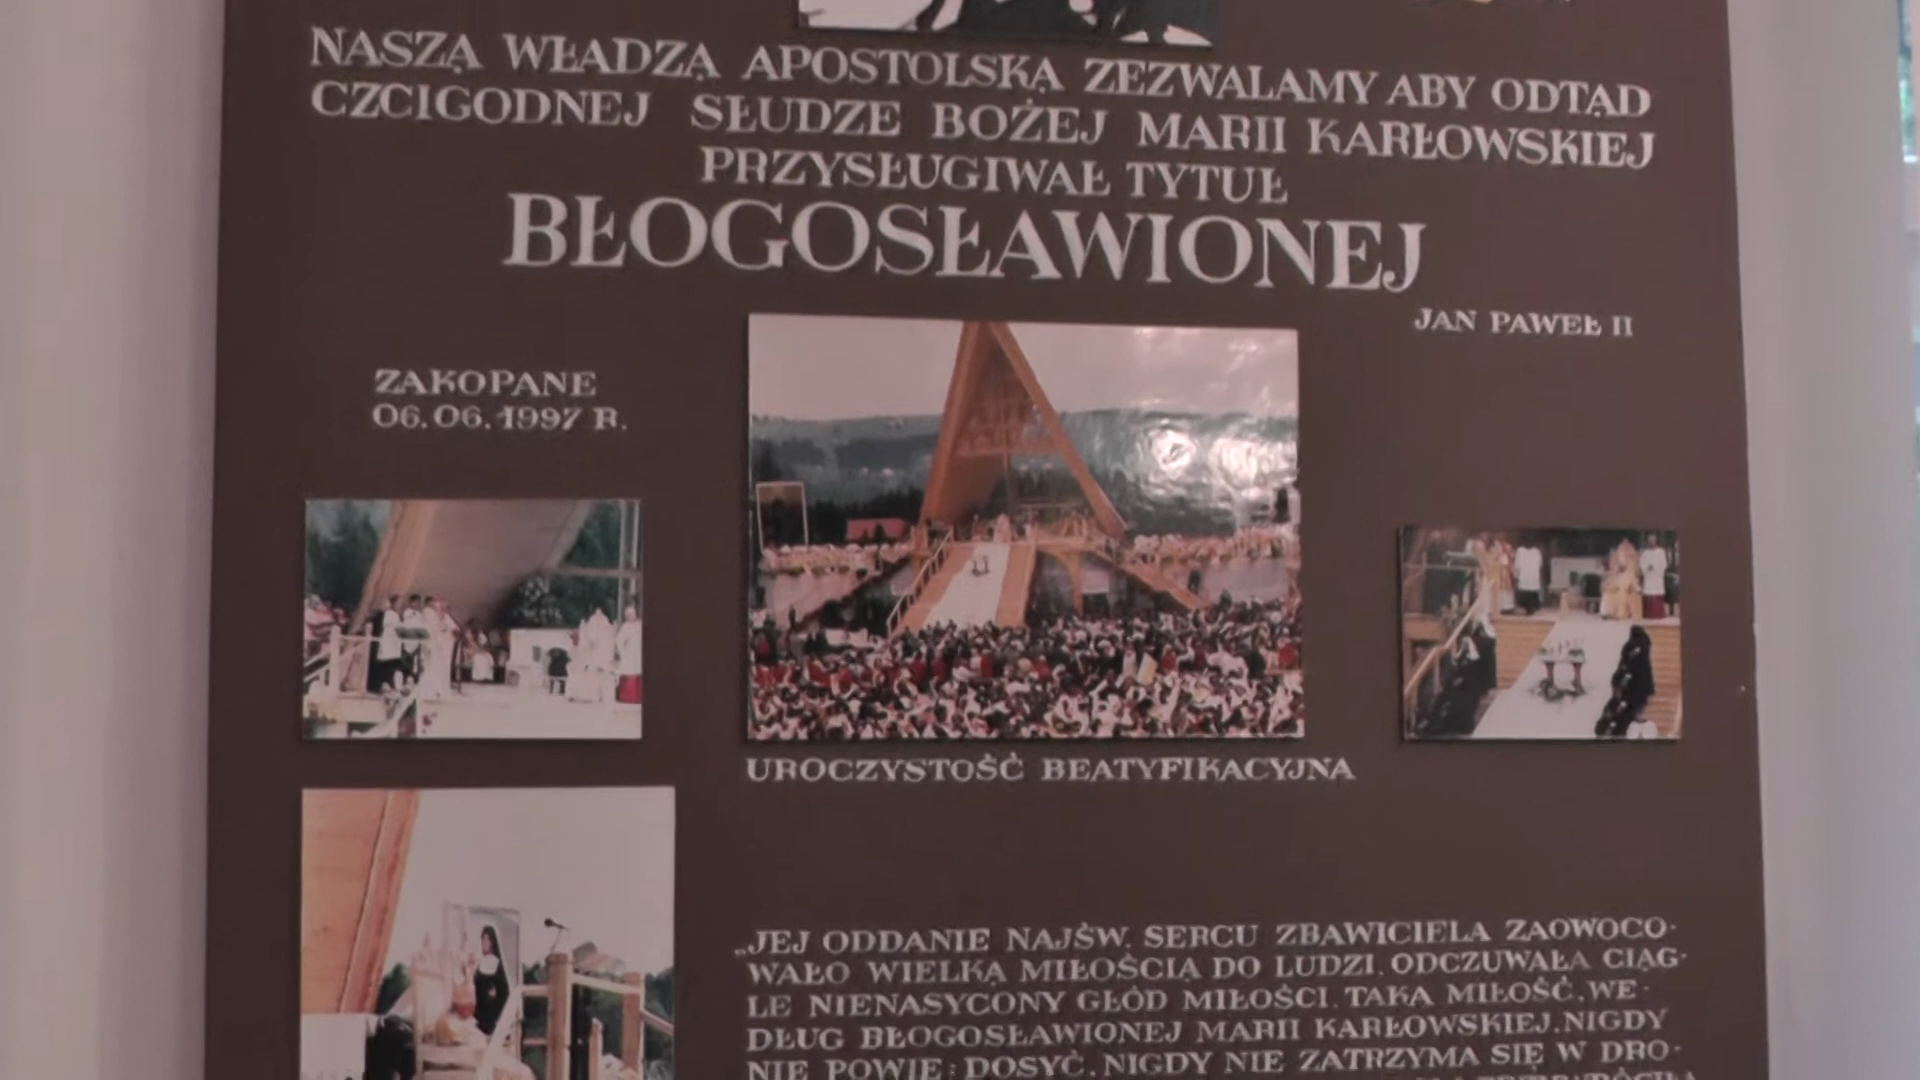 NASZĄ WŁADZĄ APOSTOLSKĄ ZEZWALAMY ABY ODTĄD
CZCIGODNEJ SŁUDZE BOŻEJ MARII KARŁOWSKIEJ
PRZYSŁUGIWAŁ TYTUŁ
BŁOGOSŁAWIONEJ
JAN PAWEŁ II
ZAKOPANE
06.06.1997 R.
UROCZYSTOŚĆ BEATYFIKACYJNA
„JEJ ODDANIE NAJŚW. SERCU ZBAWICIELA ZAOWOCO-
WAŁO WIELKĄ MIŁOŚCIĄ DO LUDZI. ODCZUWAŁA CIĄG-
LE NIENASYCONY GŁÓD MIŁOŚCI. TAKA MIŁOŚĆ, WE-
DŁUG BŁOGOSŁAWIONEJ MARII KARŁOWSKIEJ, NIGDY
NIE POWIE: DOSYĆ, NIGDY NIE ZATRZYMA SIĘ W DRO-